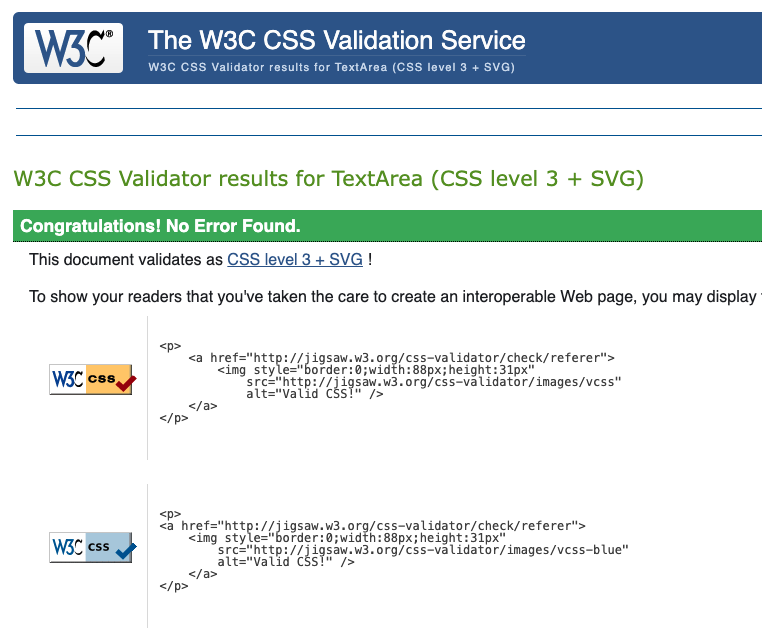 W3C®
The W3C CSS Validation Service
W3C CSS Validator results for TextArea (CSS level 3 + SVG)
W3C CSS Validator results for TextArea (CSS level 3 + SVG)
Congratulations! No Error Found.
This document validates as CSS level 3 + SVG !
To show your readers that you've taken the care to create an interoperable Web page, you may display
W3C css
<p>
<a href="http://jigsaw.w3.org/css-validator/check/referer">
<img style="border:0;width:88px;height:31px"
src="http://jigsaw.w3.org/css-validator/images/vcss"
alt="Valid CSS!" />
</a>
</p>
W3C css
<p>
<a href="http://jigsaw.w3.org/css-validator/check/referer">
<img style="border:0;width:88px;height:31px"
src="http://jigsaw.w3.org/css-validator/images/vcss-blue"
alt="Valid CSS!" />
</a>
</p>